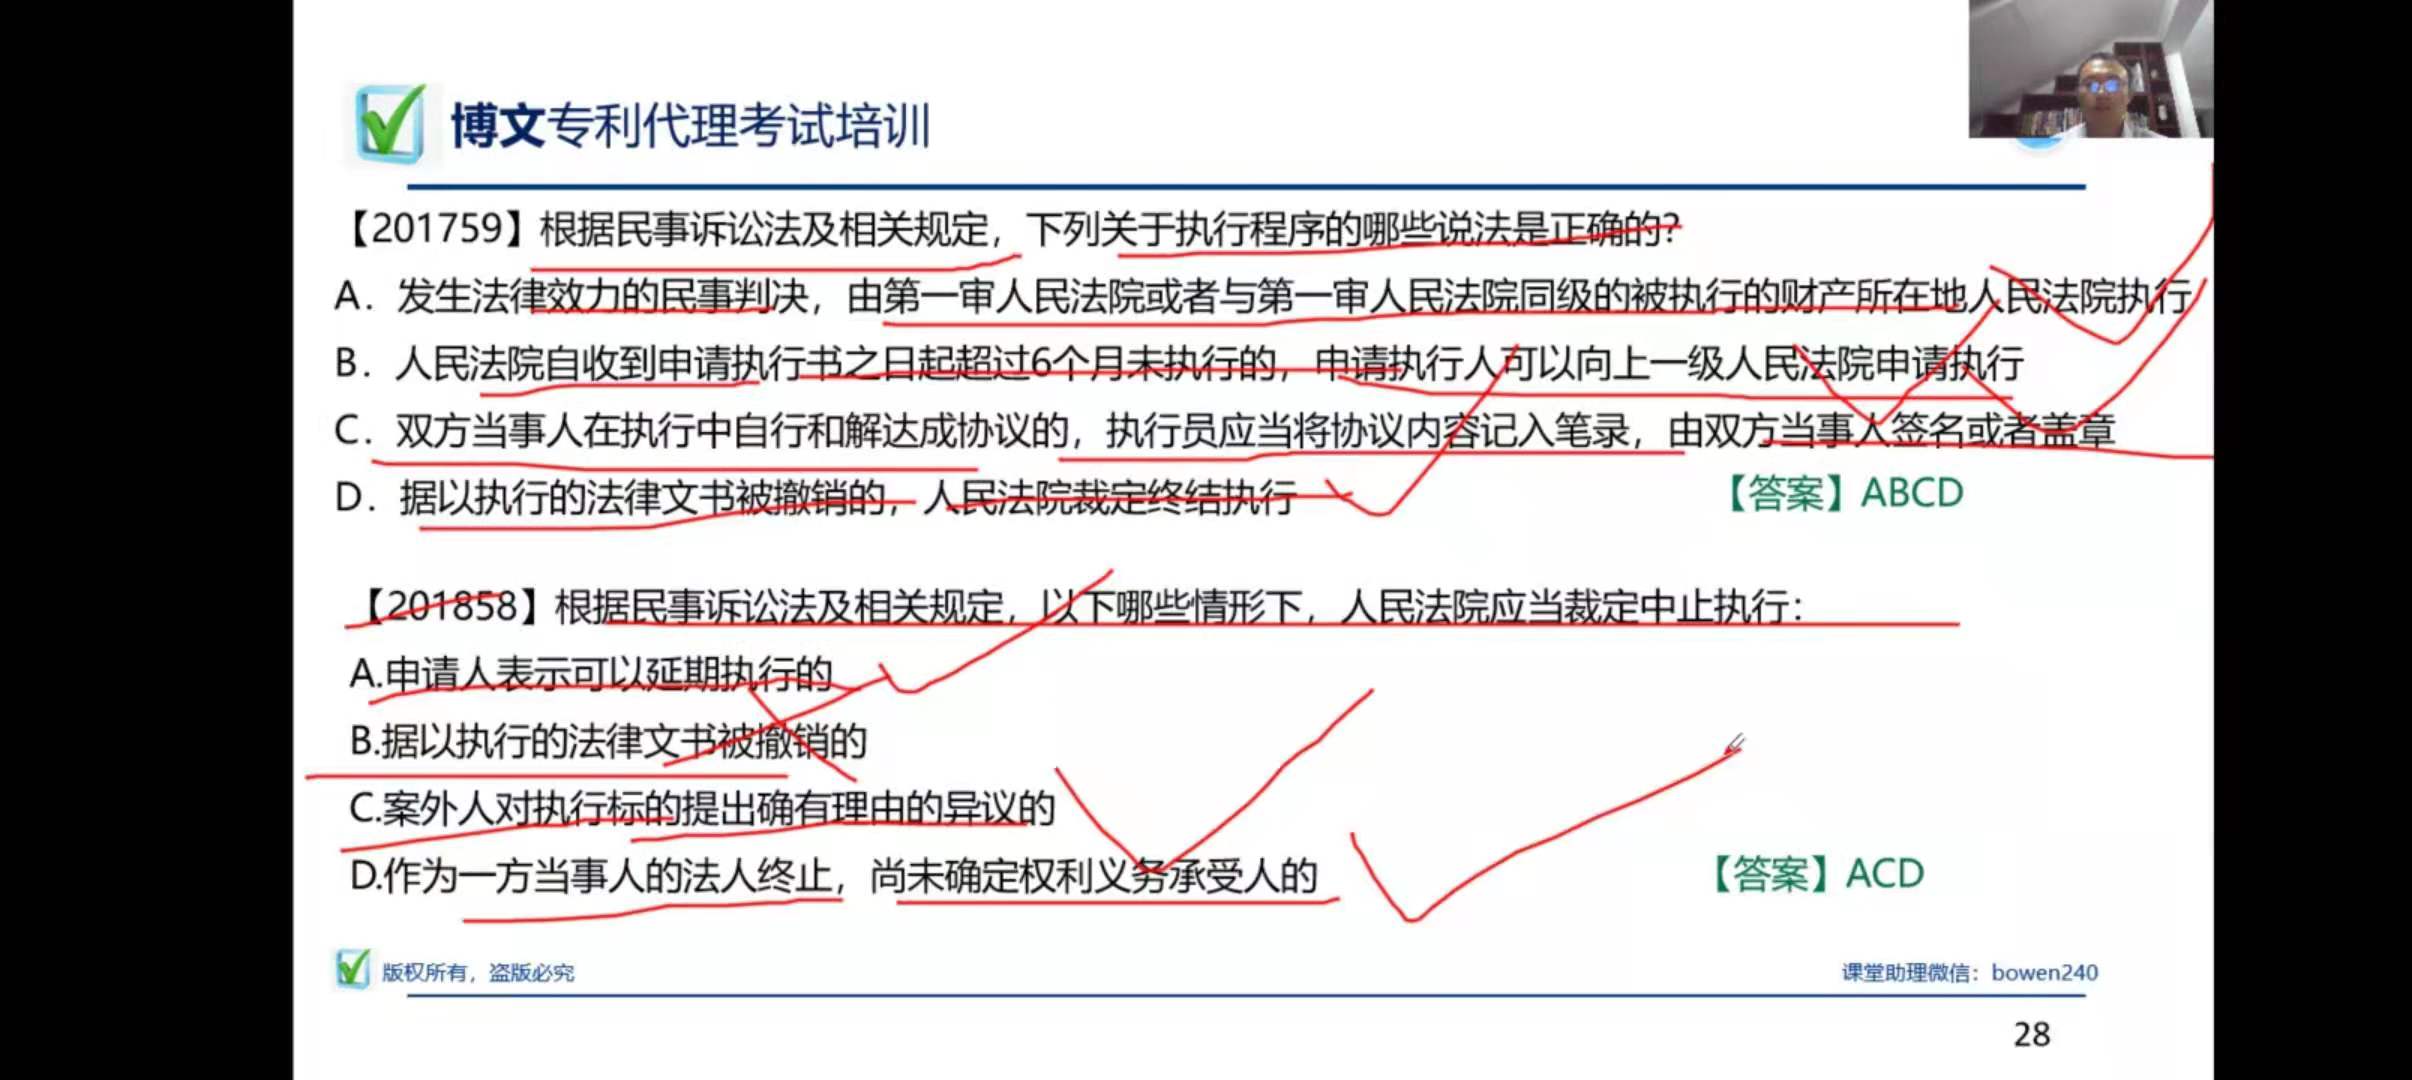 博文专利代理考试培训
【201759】根据民事诉讼法及相关规定，下列关于执行程序的哪些说法是正确的？
A．发生法律效力的民事判决，由第一审人民法院或者与第一审人民法院同级的被执行的财产所在地人民法院执行
B．人民法院自收到申请执行书之日起超过6个月未执行的，申请执行人可以向上一级人民法院申请执行
C．双方当事人在执行中自行和解达成协议的，执行员应当将协议内容记入笔录，由双方当事人签名或者盖章
D．据以执行的法律文书被撤销的，人民法院裁定终结执行
【答案】ABCD
【201858】根据民事诉讼法及相关规定，以下哪些情形下，人民法院应当裁定中止执行：
A.申请人表示可以延期执行的
B.据以执行的法律文书被撤销的
C.案外人对执行标的提出确有理由的异议的
D.作为一方当事人的法人终止，尚未确定权利义务承受人的
【答案】ACD
版权所有，盗版必究
课堂助理微信：bowen240
28